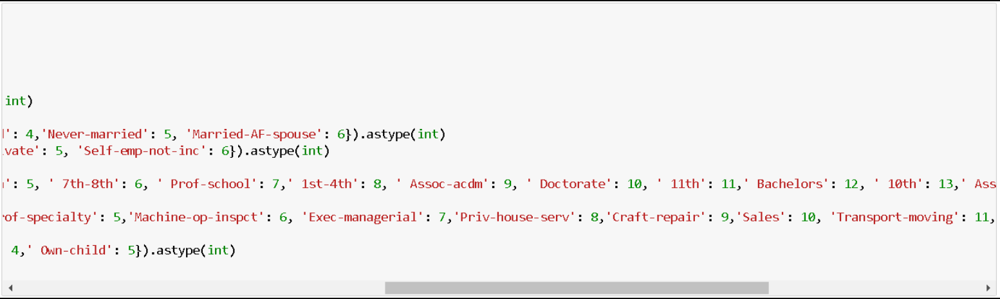 int)
': 4,'Never-married': 5, 'Married-AF-spouse': 6}).astype(int)
vate': 5, 'Self-emp-not-inc': 6}).astype(int)
': 5, ' 7th-8th': 6, ' Prof-school': 7,' 1st-4th': 8, ' Assoc-acdm': 9, ' Doctorate': 10, ' 11th': 11,' Bachelors': 12, ' 10th': 13,' Ass
of-specialty': 5,'Machine-op-inspct': 6, 'Exec-managerial': 7,'Priv-house-serv': 8,'Craft-repair': 9,'Sales': 10, 'Transport-moving': 11,
4,' Own-child': 5}).astype(int)